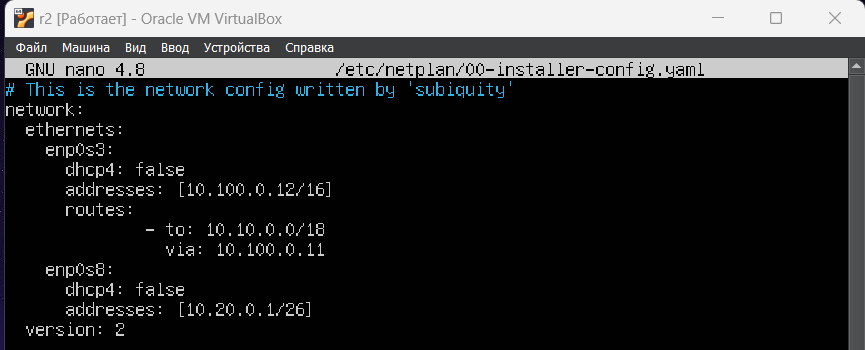 r2 [Работает] - Oracle VM VirtualBox
Файл Машина Вид Ввод Устройства Справка
GNU nano 4.8 /etc/netplan/00-installer-config.yaml
# This is the network config written by 'subiquity'
network:
  ethernets:
    enp0s3:
      dhcp4: false
      addresses: [10.100.0.12/16]
      routes:
              - to: 10.10.0.0/18
                via: 10.100.0.11
    enp0s8:
      dhcp4: false
      addresses: [10.20.0.1/26]
  version: 2